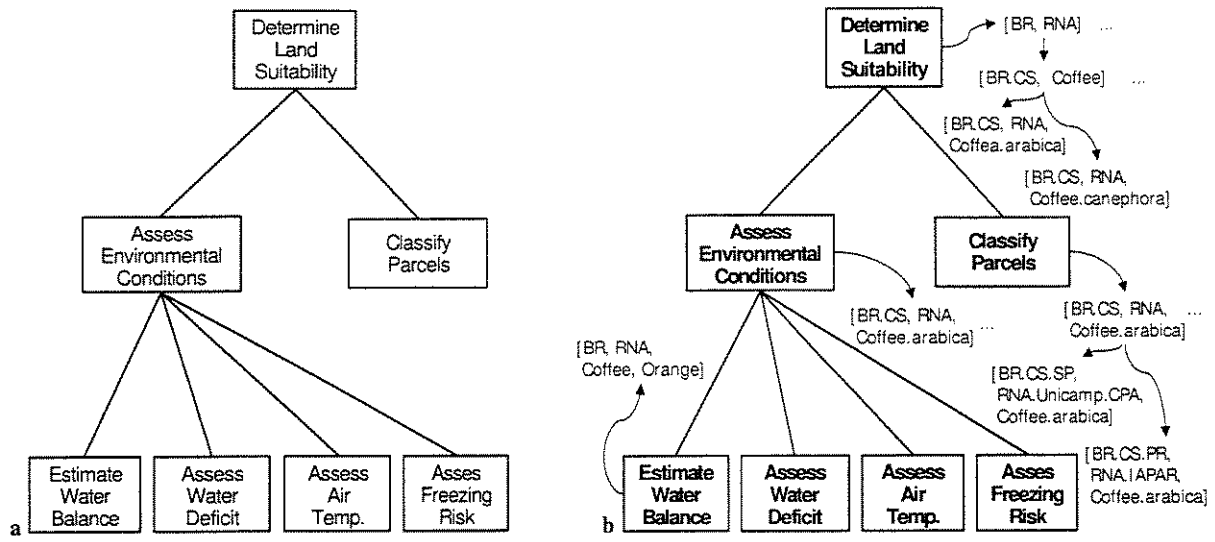 Determine
Land
Suitability
Assess
Environmental
Conditions
Classify
Parcels
Estimate
Water
Balance
Assess
Water
Deficit
Assess
Air
Temp.
Asses
Freezing
Risk
a
Determine
Land
Suitability
[BR, RNA] ...
[BR.CS, Coffee] ...
[BR.CS, RNA,
Coffea.arabica]
[BR.CS, RNA,
Coffee.canephora]
Assess
Environmental
Conditions
Classify
Parcels
[BR.CS, RNA,
Coffee.arabica] ...
[BR.CS, RNA, ...
Coffee.arabica]
[BR, RNA,
Coffee, Orange]
[BR.CS.SP,
RNA.Unicamp.CPA,
Coffee.arabica]
[BR.CS.PR,
RNA.IAPAR,
Coffee.arabica]
Estimate
Water
Balance
Assess
Water
Deficit
Assess
Air
Temp.
Asses
Freezing
Risk
b